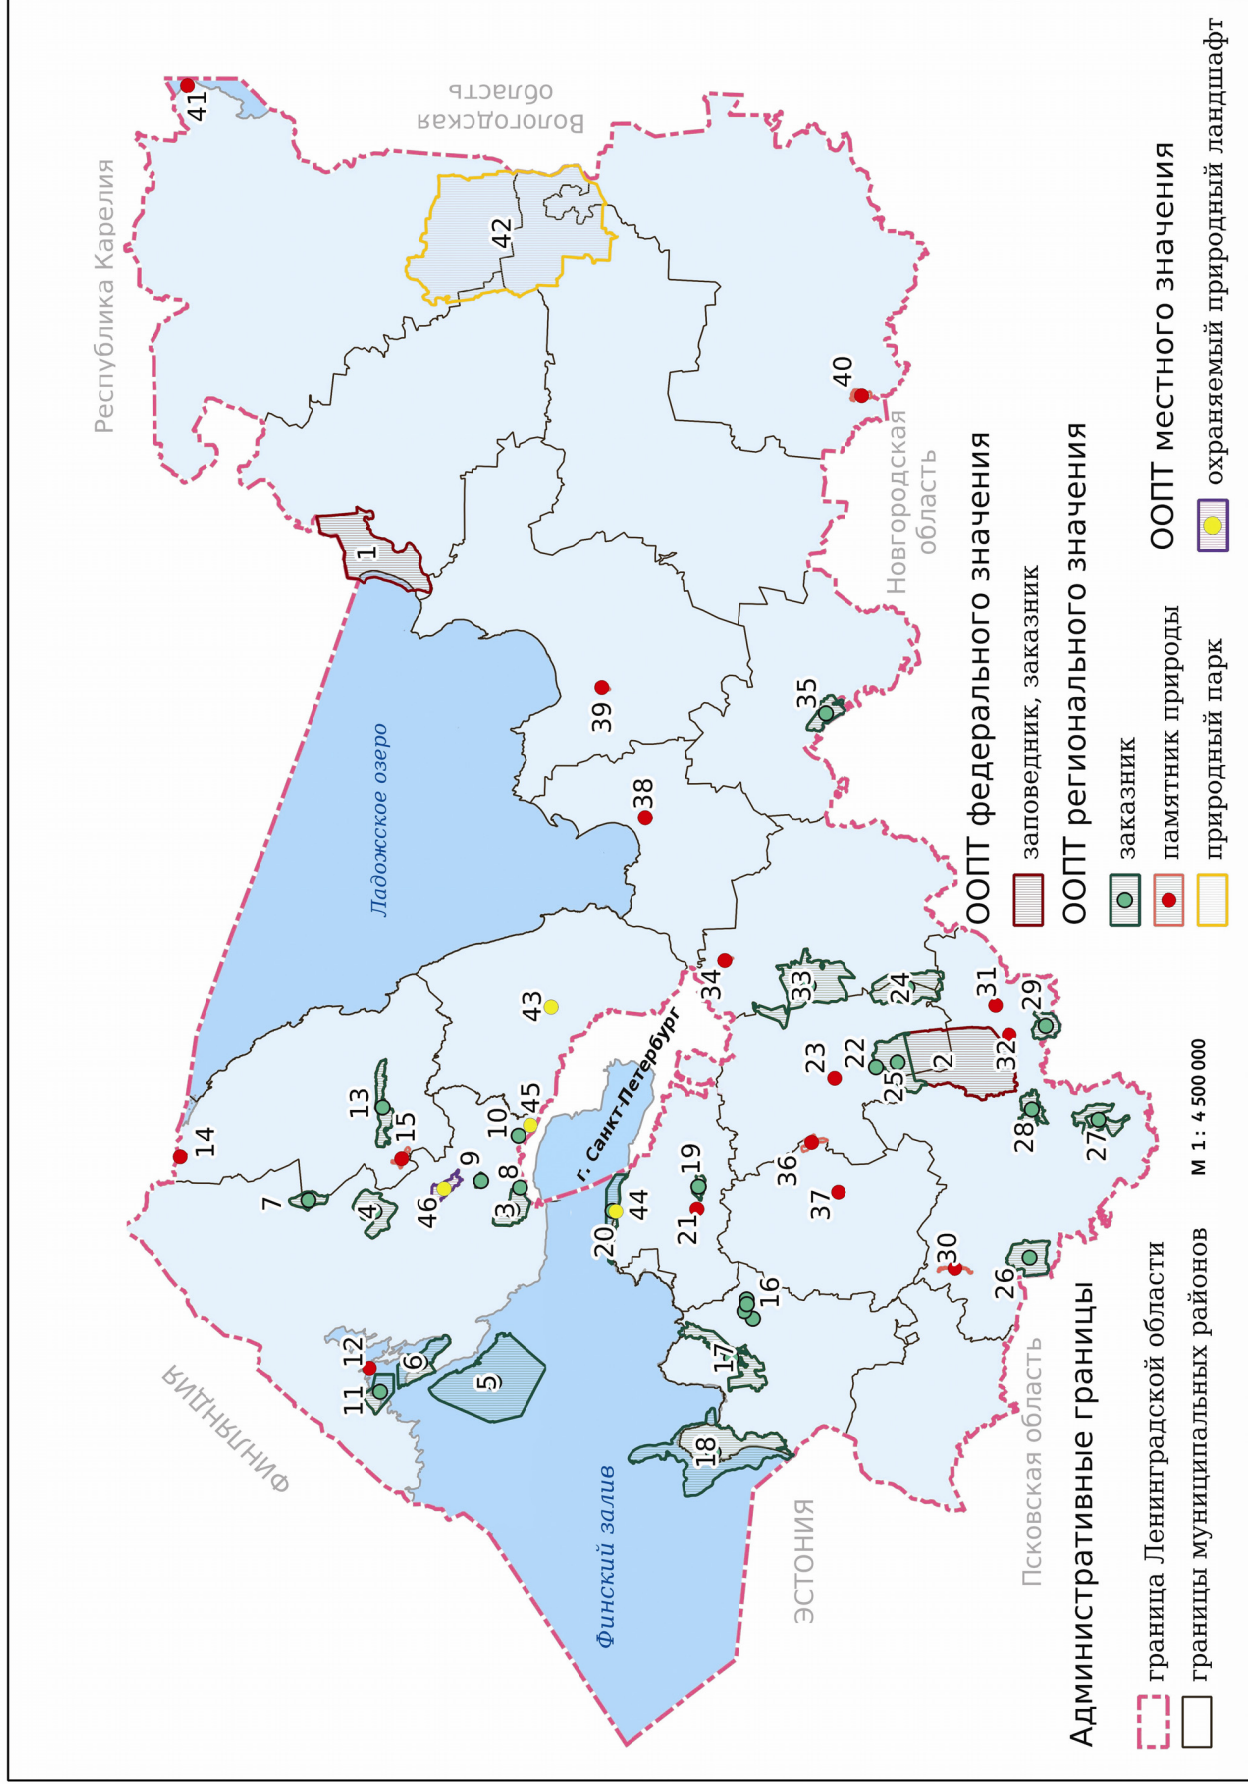 Республика Карелия
Вологодская
область
ФИНЛЯНДИЯ
Ладожское озеро
Финский залив
г. Санкт-Петербург
ЭСТОНИЯ
Псковская область
Новгородская
область
1
2
3
4
5
6
7
8
9
10
11
12
13
14
15
16
17
18
19
20
21
22
23
24
25
26
27
28
29
30
31
32
33
34
35
36
37
38
39
40
41
42
43
44
45
46
Административные границы
граница Ленинградской области
границы муниципальных районов
М 1: 4 500 000
ООПТ федерального значения
заповедник, заказник
ООПТ регионального значения
заказник
памятник природы
природный парк
ООПТ местного значения
охраняемый природный ландшафт